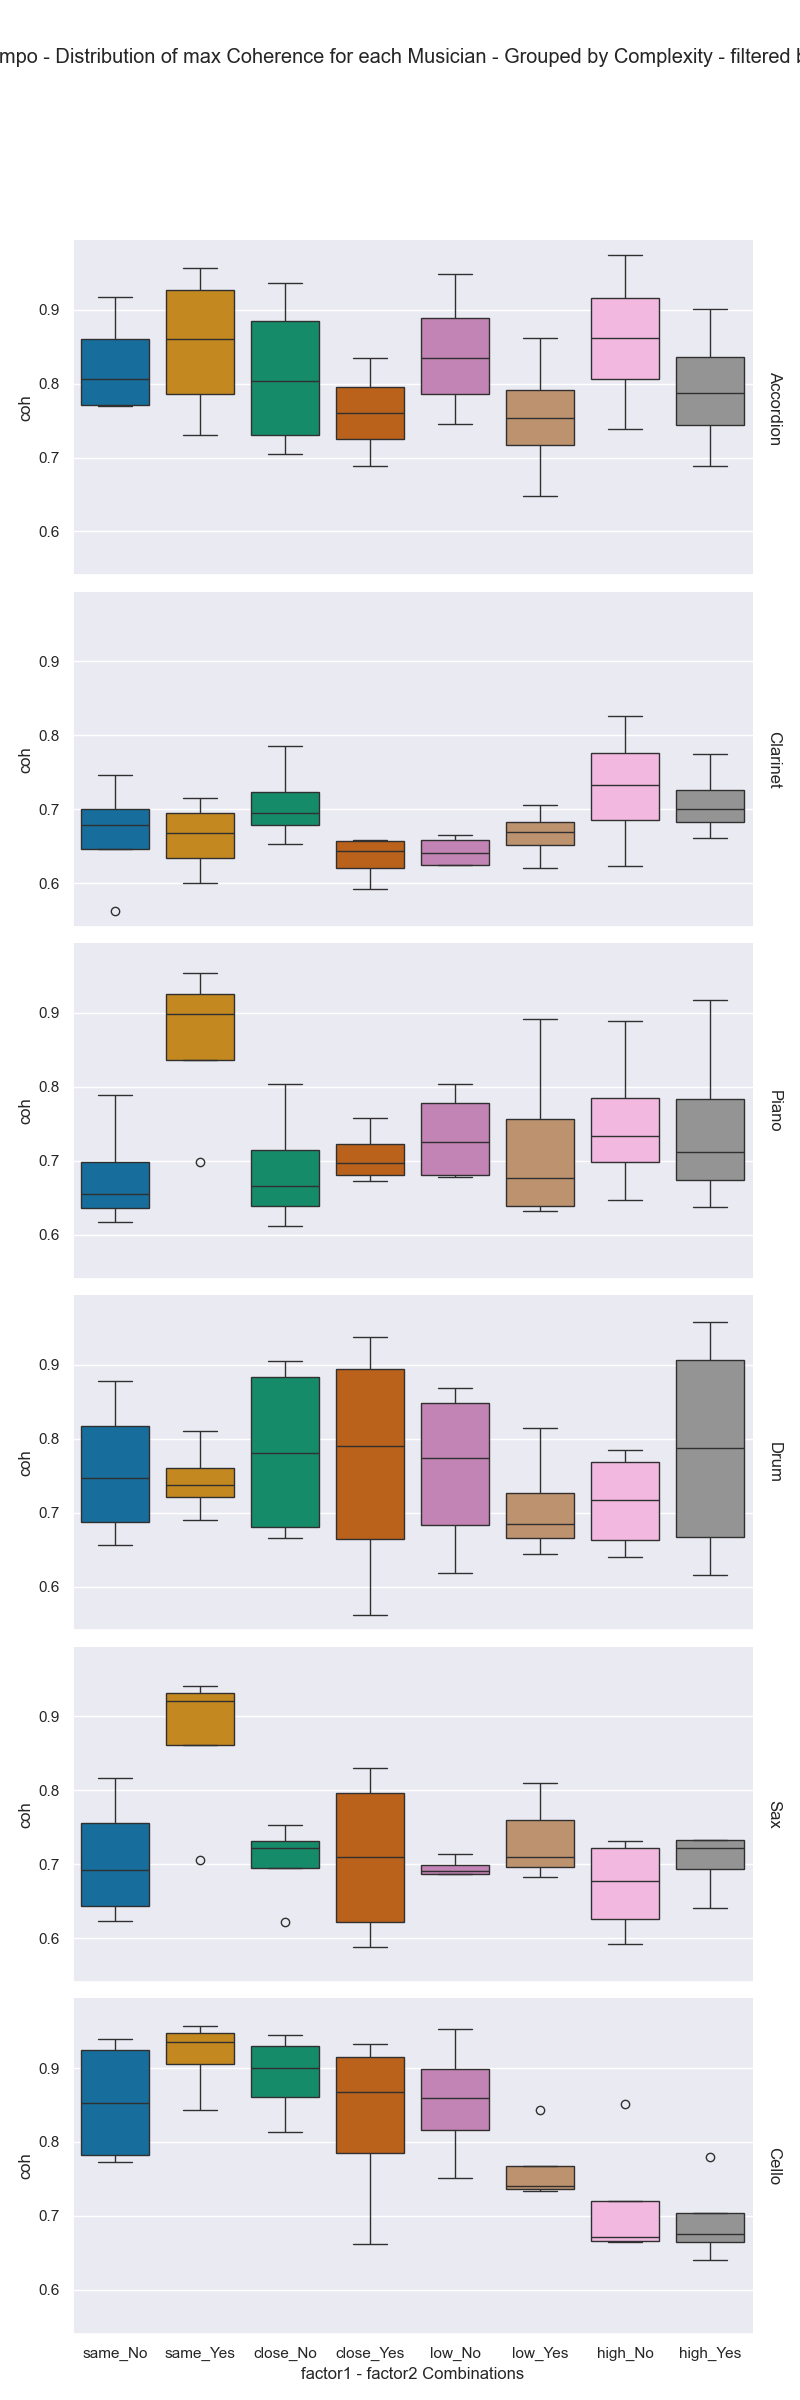 mpo - Distribution of max Coherence for each Musician - Grouped by Complexity - filtered b
0.9
0.8
0.7
0.6
coh
Accordion
0.9
0.8
0.7
0.6
coh
Clarinet
0.9
0.8
0.7
0.6
coh
Piano
0.9
0.8
0.7
0.6
coh
Drum
0.9
0.8
0.7
0.6
coh
Sax
0.9
0.8
0.7
0.6
coh
Cello
same_No same_Yes close_No close_Yes low_No low_Yes high_No high_Yes
factor1 - factor2 Combinations